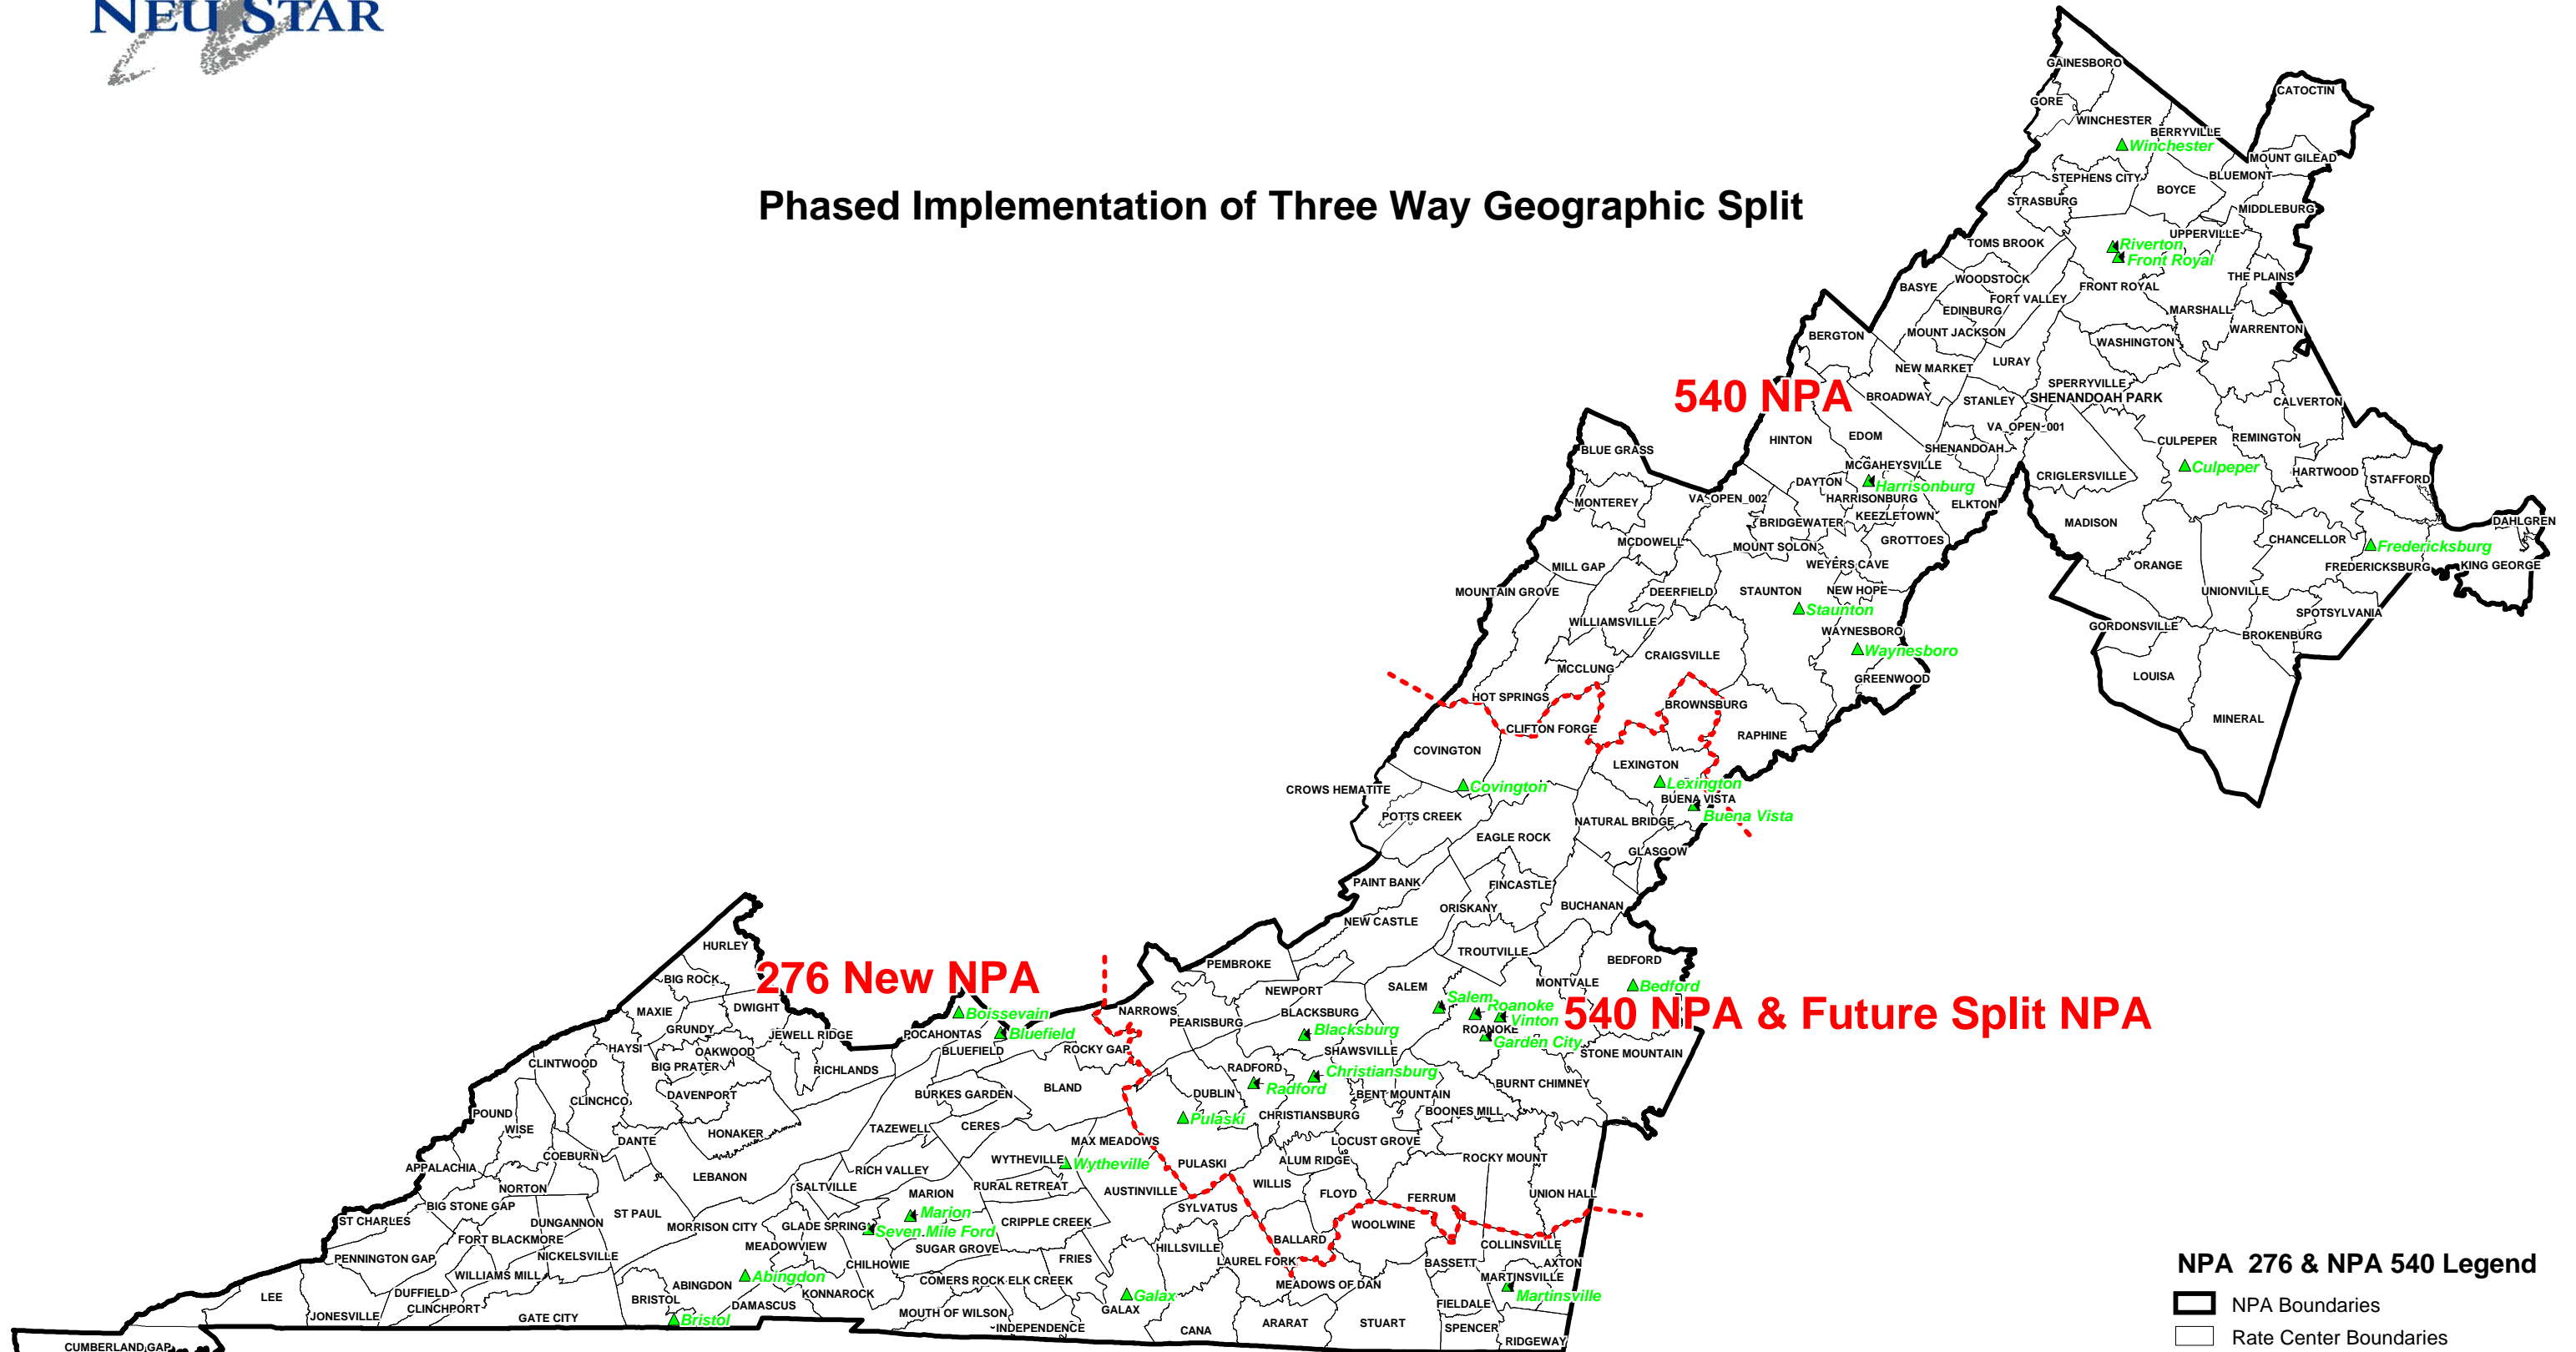 NEUSTAR
Phased Implementation of Three Way Geographic Split
GAINESBORO
CATOCTIN
GORE
WINCHESTER
BERRYVILLE
Winchester
MOUNT GILEAD
STEPHENS CITY
BLUEMONT
BOYCE
STRASBURG
MIDDLEBURG
UPPERVILLE
TOMS BROOK
Riverton
Front Royal
THE PLAINS
WOODSTOCK
BASYE
FRONT ROYAL
FORT VALLEY
EDINBURG
MARSHALL
WARRENTON
MOUNT JACKSON
BERGTON
WASHINGTON
LURAY
NEW MARKET
SPERRYVILLE
540 NPA
BROADWAY
STANLEY
SHENANDOAH PARK
CALVERTON
VA_OPEN_001
HINTON
EDOM
CULPEPER
REMINGTON
SHENANDOAH
BLUE GRASS
MCGAHEYSVILLE
Culpeper
HARTWOOD
CRIGLERSVILLE
STAFFORD
DAYTON
Harrisonburg
MONTEREY
VA_OPEN_002
HARRISONBURG
ELKTON
KEEZLETOWN
BRIDGEWATER
MADISON
DAHLGREN
MCDOWELL
MOUNT SOLON
GROTTOES
CHANCELLOR
Fredericksburg
MILL GAP
WEYERS CAVE
ORANGE
FREDERICKSBURG
KING GEORGE
MOUNTAIN GROVE
DEERFIELD
STAUNTON
NEW HOPE
UNIONVILLE
Staunton
SPOTSYLVANIA
WILLIAMSVILLE
WAYNESBORO
GORDONSVILLE
BROKENBURG
Waynesboro
CRAIGSVILLE
MCCLUNG
GREENWOOD
LOUISA
HOT SPRINGS
BROWNSBURG
MINERAL
CLIFTON FORGE
RAPHINE
COVINGTON
LEXINGTON
Covington
Lexington
CROWS HEMATITE
BUENA VISTA
Buena Vista
POTTS CREEK
NATURAL BRIDGE
EAGLE ROCK
GLASGOW
PAINT BANK
FINCASTLE
ORISKANY
BUCHANAN
NEW CASTLE
HURLEY
TROUTVILLE
BEDFORD
PEMBROKE
276 New NPA
BIG ROCK
MONTVALE
Bedford
NEWPORT
SALEM
Salem
Roanoke
DWIGHT
MAXIE
Boissevain
NARROWS
BLACKSBURG
540 NPA & Future Split NPA
Vinton
PEARISBURG
GRUNDY
JEWELL RIDGE
POCAHONTAS
Bluefield
Blacksburg
ROANOKE
Garden City
HAYSI
OAKWOOD
BLUEFIELD
ROCKY GAP
SHAWSVILLE
STONE MOUNTAIN
CLINTWOOD
BIG PRATER
RICHLANDS
RADFORD
Christiansburg
BURNT CHIMNEY
BLAND
Radford
DUBLIN
BENT MOUNTAIN
BURKES GARDEN
DAVENPORT
CLINCHCO
POUND
Pulaski
CHRISTIANSBURG
BOONES MILL
WISE
TAZEWELL
CERES
HONAKER
DANTE
MAX MEADOWS
LOCUST GROVE
COEBURN
WYTHEVILLE
Wytheville
PULASKI
ALUM RIDGE
ROCKY MOUNT
APPALACHIA
RICH VALLEY
LEBANON
NORTON
SALTVILLE
RURAL RETREAT
WILLIS
AUSTINVILLE
FLOYD
FERRUM
UNION HALL
MARION
BIG STONE GAP
ST PAUL
Marion
SYLVATUS
ST CHARLES
DUNGANNON
MORRISON CITY
GLADE SPRING
Seven Mile Ford
CRIPPLE CREEK
WOOLWINE
FORT BLACKMORE
MEADOWVIEW
SUGAR GROVE
HILLSVILLE
BALLARD
COLLINSVILLE
PENNINGTON GAP
NICKELSVILLE
CHILHOWIE
FRIES
LAUREL FORK
BASSETT
AXTON
NPA 276 & NPA 540 Legend
WILLIAMS MILL
ABINGDON
Abingdon
COMERS ROCK
ELK CREEK
MEADOWS OF DAN
MARTINSVILLE
Martinsville
DUFFIELD
KONNAROCK
LEE
BRISTOL
DAMASCUS
Galax
GALAX
FIELDALE
NPA Boundaries
JONESVILLE
CLINCHPORT
GATE CITY
Bristol
MOUTH OF WILSON
INDEPENDENCE
CANA
ARARAT
STUART
SPENCER
RIDGEWAY
Rate Center Boundaries
CUMBERLAND GAP